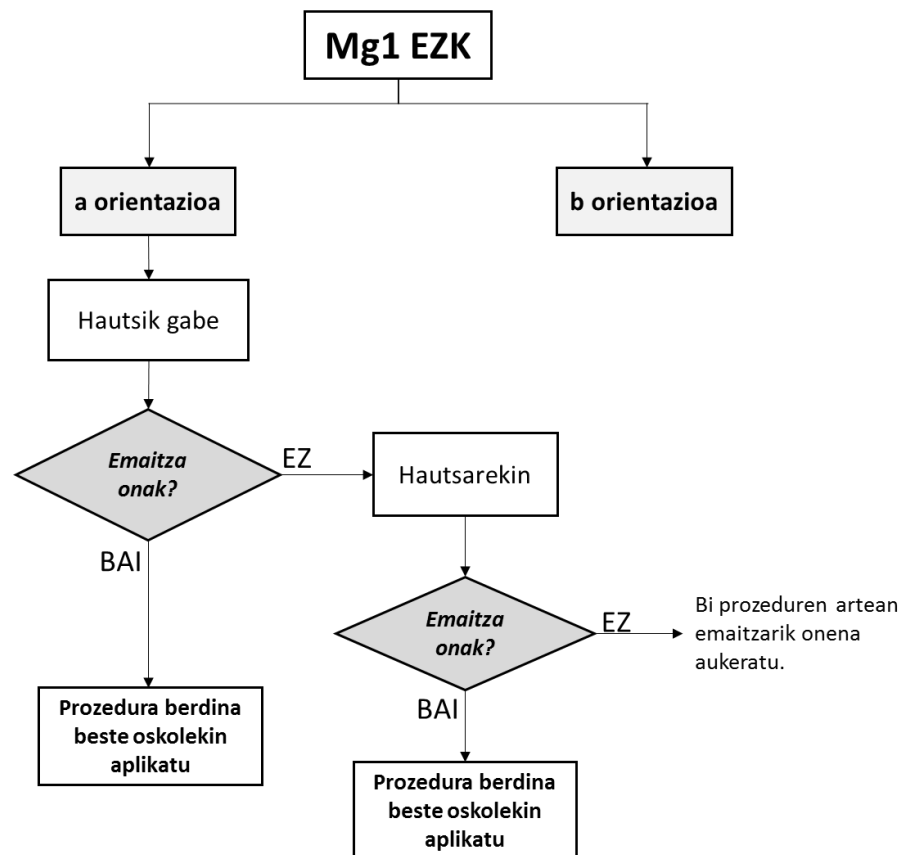 Mg1 EZK
a orientazioa
b orientazioa
Hautsik gabe
Emaitza
onak?
EZ
Hautsarekin
BAI
Emaitza
onak?
EZ
Bi prozeduren artean
emaitzarik onena
aukeratu.
BAI
Prozedura berdina
beste oskolekin
aplikatu
Prozedura berdina
beste oskolekin
aplikatu